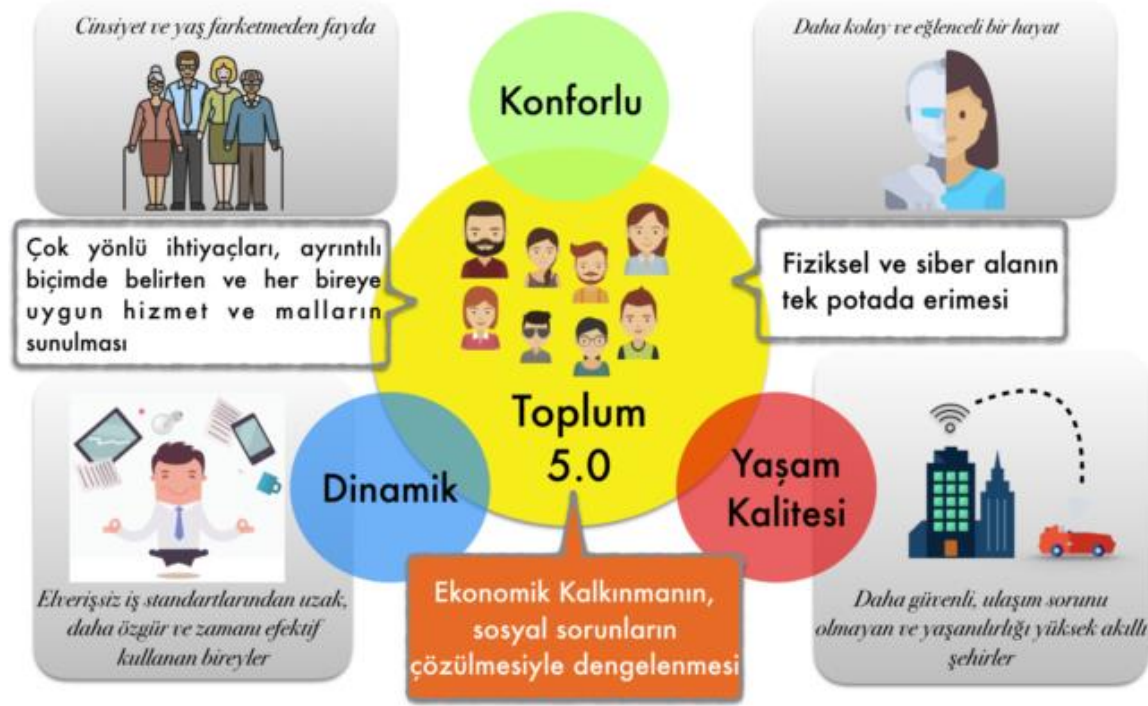 Cinsiyet ve yaş farketmeden fayda
Konforlu
Daha kolay ve eğlenceli bir hayat
Çok yönlü ihtiyaçları, ayrıntılı
biçimde belirten ve her bireye
uygun hizmet ve malların
sunulması
Fiziksel ve siber alanın
tek potada erimesi
Toplum
5.0
Dinamik
Yaşam
Kalitesi
Elverişsiz iş standartlarından uzak,
daha özgür ve zamanı efektif
kullanan bireyler
Ekonomik Kalkınmanın,
sosyal sorunların
çözülmesiyle dengelenmesi
Daha güvenli, ulaşım sorunu
olmayan ve yaşanılırlığı yüksek akıllı
şehirler